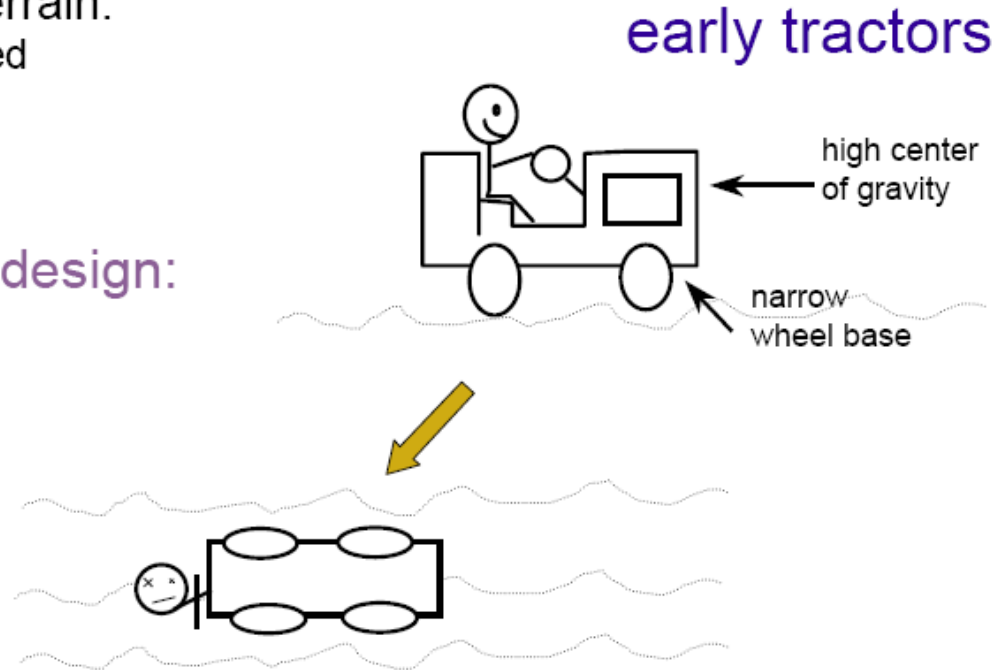 errain.
ed
early tractors
high center
of gravity
design:
narrow
wheel base